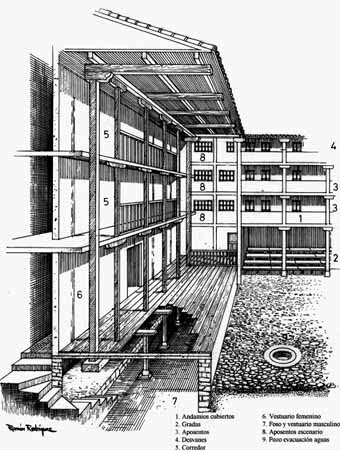 5
8
4
5
8
3
8
1
3
6
2
7
Román Rodríguez
1. Andamios cubiertos
2. Gradas
3. Aposentos
4. Desvanes
5. Corredor
6. Vestuario femenino
7. Foso y vestuario masculino
8. Aposentos escenario
9. Pozo evacuación aguas